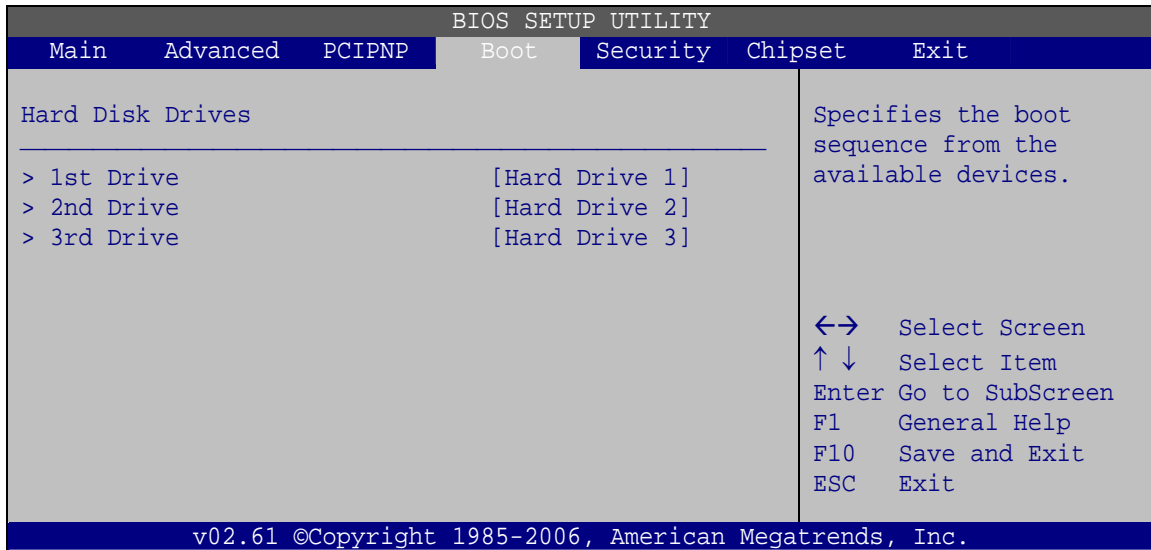 BIOS SETUP UTILITY
Main Advanced PCIPNP Boot Security Chipset Exit
Hard Disk Drives
> 1st Drive [Hard Drive 1]
> 2nd Drive [Hard Drive 2]
> 3rd Drive [Hard Drive 3]
Specifies the boot
sequence from the
available devices.
←→ Select Screen
↑ ↓ Select Item
Enter Go to SubScreen
F1 General Help
F10 Save and Exit
ESC Exit
v02.61 ©Copyright 1985-2006, American Megatrends, Inc.